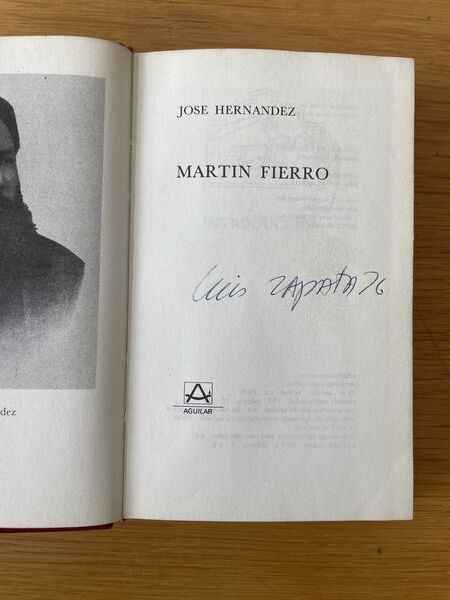 dez
JOSE HERNANDEZ
MARTIN FIERRO
Luis ZAPATA 76
AGUILAR